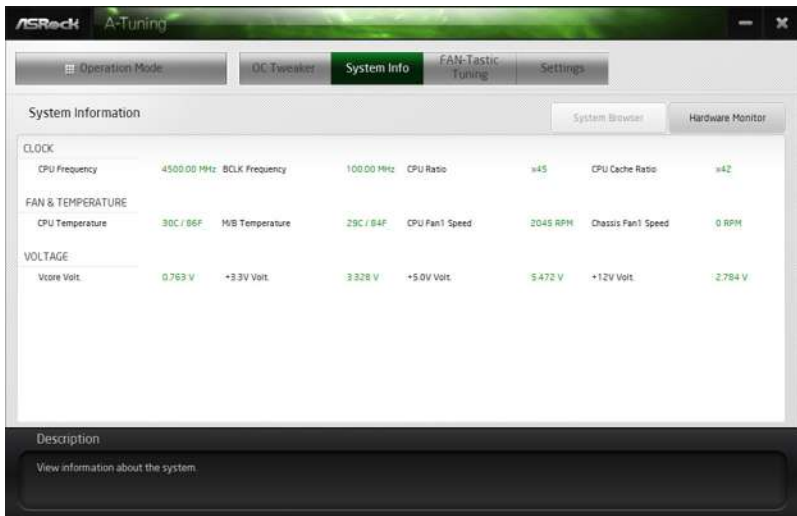 ASRock A-Tuning
Operation Mode OC Tweaker System Info FAN-Tastic Tuning Settings
System Information System Browser Hardware Monitor
CLOCK
CPU Frequency 4500.00 MHz BCLK Frequency 100.00 MHz CPU Ratio x45 CPU Cache Ratio x42
FAN & TEMPERATURE
CPU Temperature 30C / 86F M/B Temperature 29C / 84F CPU Fan1 Speed 2045 RPM Chassis Fan1 Speed 0 RPM
VOLTAGE
Vcore Volt. 0.763 V +3.3V Volt. 3.328 V +5.0V Volt. 5.472 V +12V Volt. 2.784 V
Description
View information about the system.